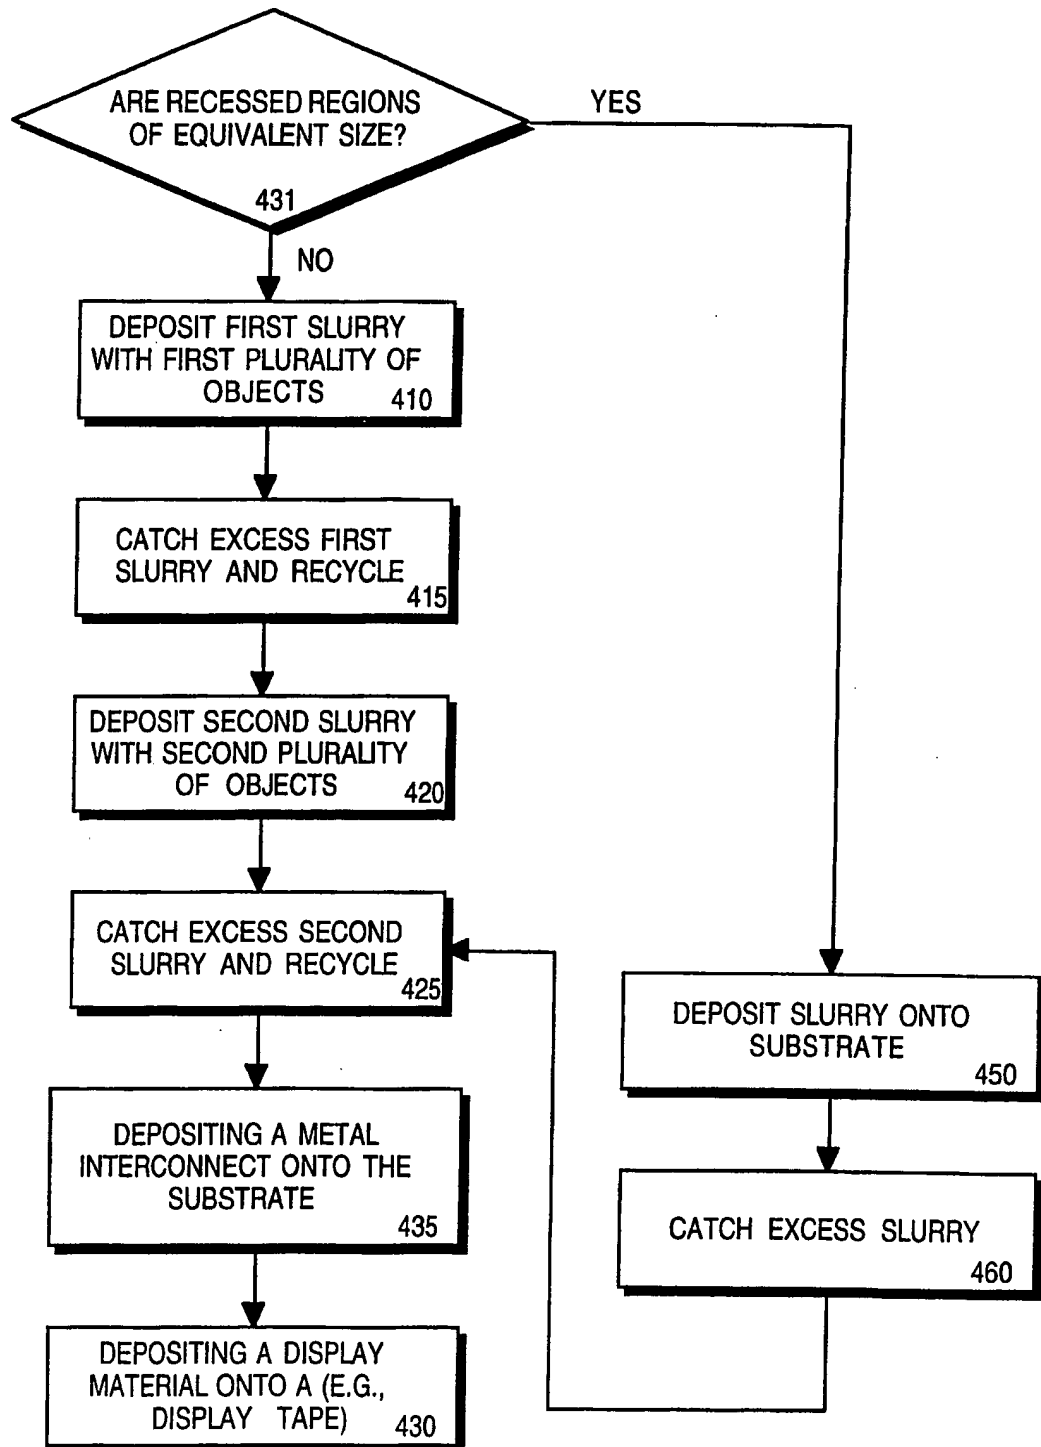 ARE RECESSED REGIONS
OF EQUIVALENT SIZE?
431
YES
NO
DEPOSIT FIRST SLURRY
WITH FIRST PLURALITY OF
OBJECTS
410
CATCH EXCESS FIRST
SLURRY AND RECYCLE
415
DEPOSIT SECOND SLURRY
WITH SECOND PLURALITY
OF OBJECTS
420
CATCH EXCESS SECOND
SLURRY AND RECYCLE
425
DEPOSITING A METAL
INTERCONNECT ONTO THE
SUBSTRATE
435
DEPOSITING A DISPLAY
MATERIAL ONTO A (E.G.,
DISPLAY TAPE)
430
DEPOSIT SLURRY ONTO
SUBSTRATE
450
CATCH EXCESS SLURRY
460